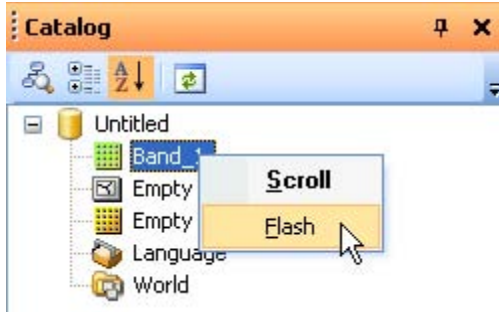 Catalog
Untitled
Band_1
Scroll
Empty
Flash
Empty
Language
World